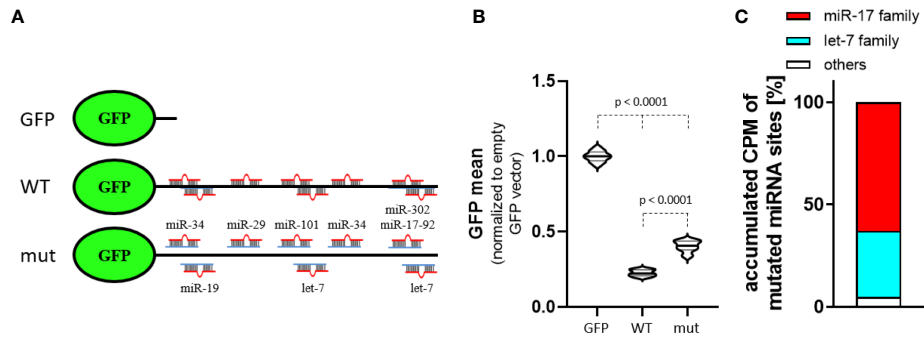 A
GFP
GFP
WT
GFP
miR-302
miR-34 miR-29 miR-101 miR-34 miR-17-92
mut
GFP
miR-19 let-7 let-7
B
GFP mean
(normalized to empty
GFP vector)
1.5
1.0
0.5
0.0
p < 0.0001
p < 0.0001
GFP WT mut
C
miR-17 family
let-7 family
others
accumulated CPM of
mutated miRNA sites [%]
100
50
0